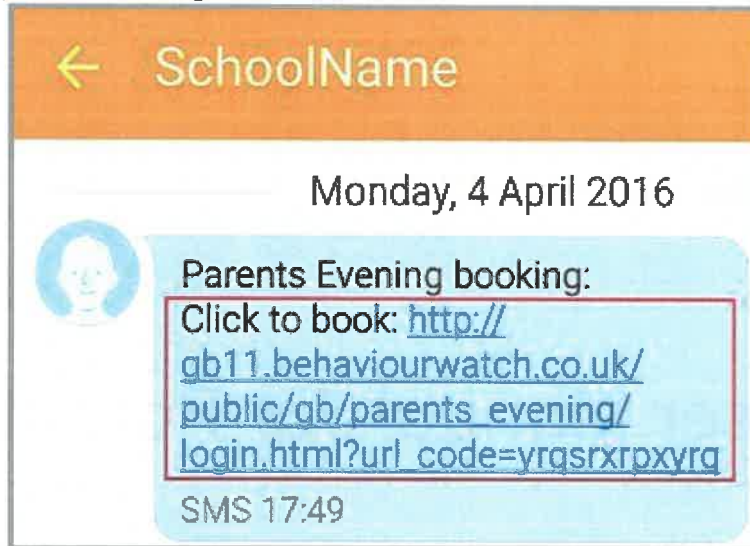 SchoolName
Monday, 4 April 2016
Parents Evening booking:
Click to book: http://
gb11.behaviourwatch.co.uk/
public/gb/parents_evening/
login.html?url_code=yrqsrxrpxyrq
SMS 17:49